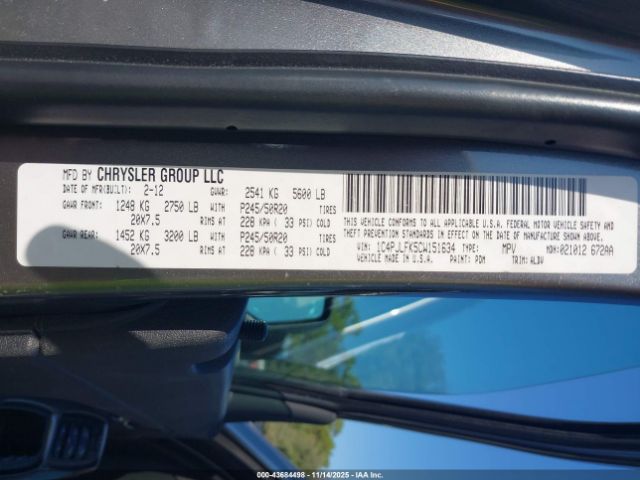 MFD BY CHRYSLER GROUP LLC
DATE OF MFR(BUILT): 2-12 GVWR: 2541 KG 5600 LB
GAWR FRONT: 1248 KG 2750 LB WITH P245/50R20 TIRES
20X7.5 RIMS AT 228 KPA ( 33 PSI) COLD
GAWR REAR: 1452 KG 3200 LB WITH P245/50R20 TIRES
20X7.5 RIMS AT 228 KPA ( 33 PSI) COLD
THIS VEHICLE CONFORMS TO ALL APPLICABLE U.S.A. FEDERAL MOTOR VEHICLE SAFETY, BUMPER AND
THEFT PREVENTION STANDARDS IN EFFECT ON THE DATE OF MANUFACTURE SHOWN ABOVE.
VIN: 1C4PJLFK5CW151634 TYPE: MPV MDH: 021012 672AA
VEHICLE MADE IN U.S.A. PAINT: PDM TRIM: ALDV
000-43684498 - 11/14/2025 - IAAI.COM